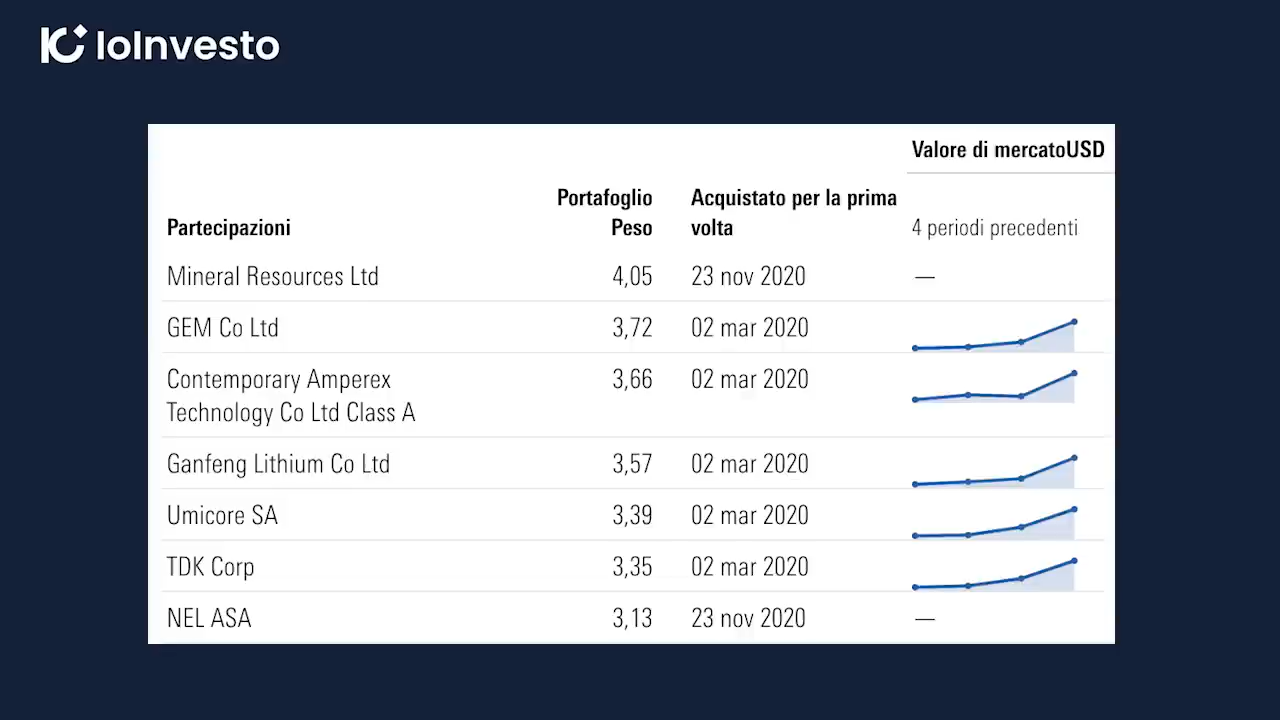 IoInvesto
Valore di mercatoUSD
Portafoglio Acquistato per la prima
Partecipazioni Peso volta 4 periodi precedenti
Mineral Resources Ltd 4,05 23 nov 2020 —
GEM Co Ltd 3,72 02 mar 2020
Contemporary Amperex 3,66 02 mar 2020
Technology Co Ltd Class A
Ganfeng Lithium Co Ltd 3,57 02 mar 2020
Umicore SA 3,39 02 mar 2020
TDK Corp 3,35 02 mar 2020
NEL ASA 3,13 23 nov 2020 —